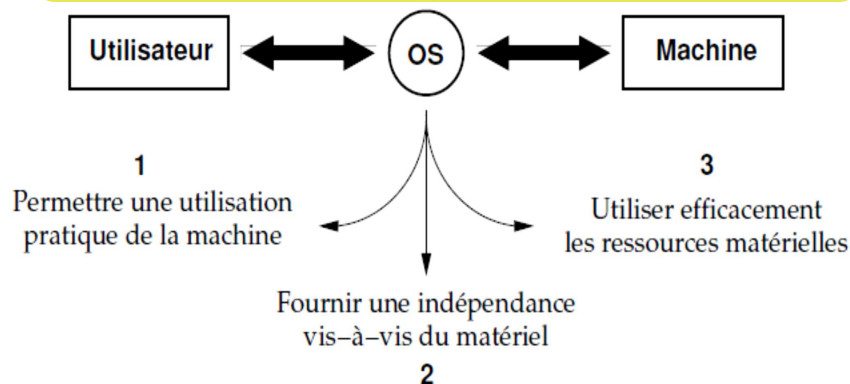 Utilisateur
OS
Machine
1
Permettre une utilisation
pratique de la machine
3
Utiliser efficacement
les ressources matérielles
Fournir une indépendance
vis–à–vis du matériel
2